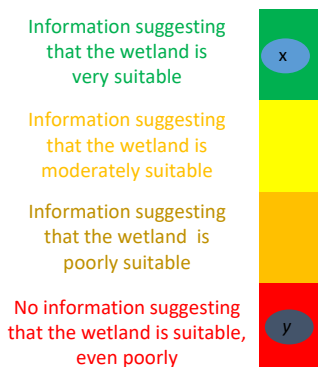 Information suggesting
that the wetland is
very suitable
x
Information suggesting
that the wetland is
moderately suitable
Information suggesting
that the wetland is
poorly suitable
No information suggesting
that the wetland is suitable,
even poorly
y